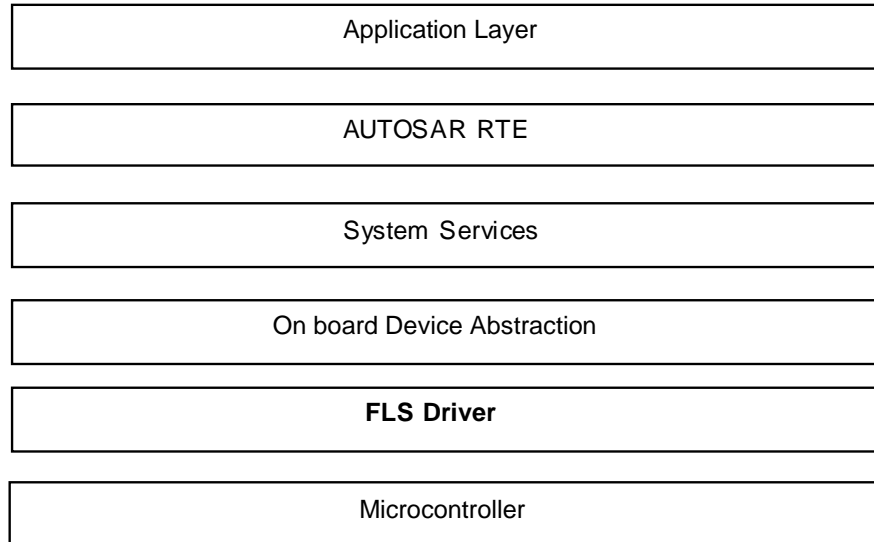 Application Layer
AUTOSAR RTE
System Services
On board Device Abstraction
FLS Driver
Microcontroller